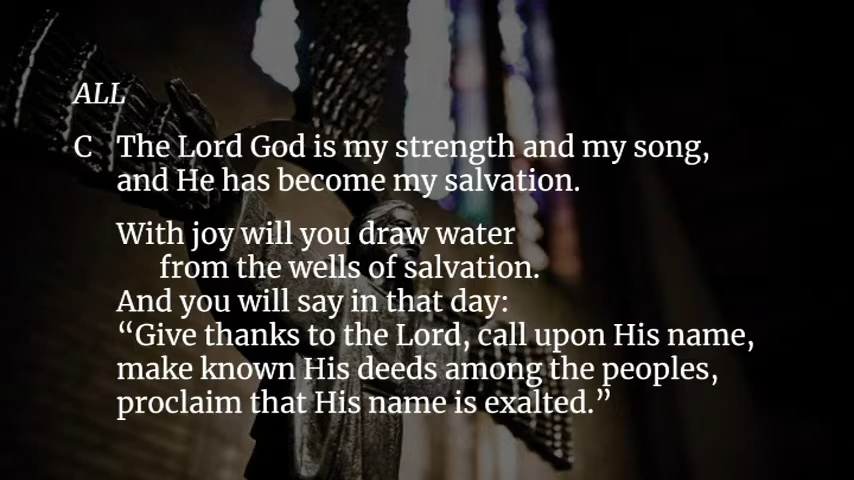 ALL
C The Lord God is my strength and my song,
and He has become my salvation.
With joy will you draw water
from the wells of salvation.
And you will say in that day:
“Give thanks to the Lord, call upon His name,
make known His deeds among the peoples,
proclaim that His name is exalted.”